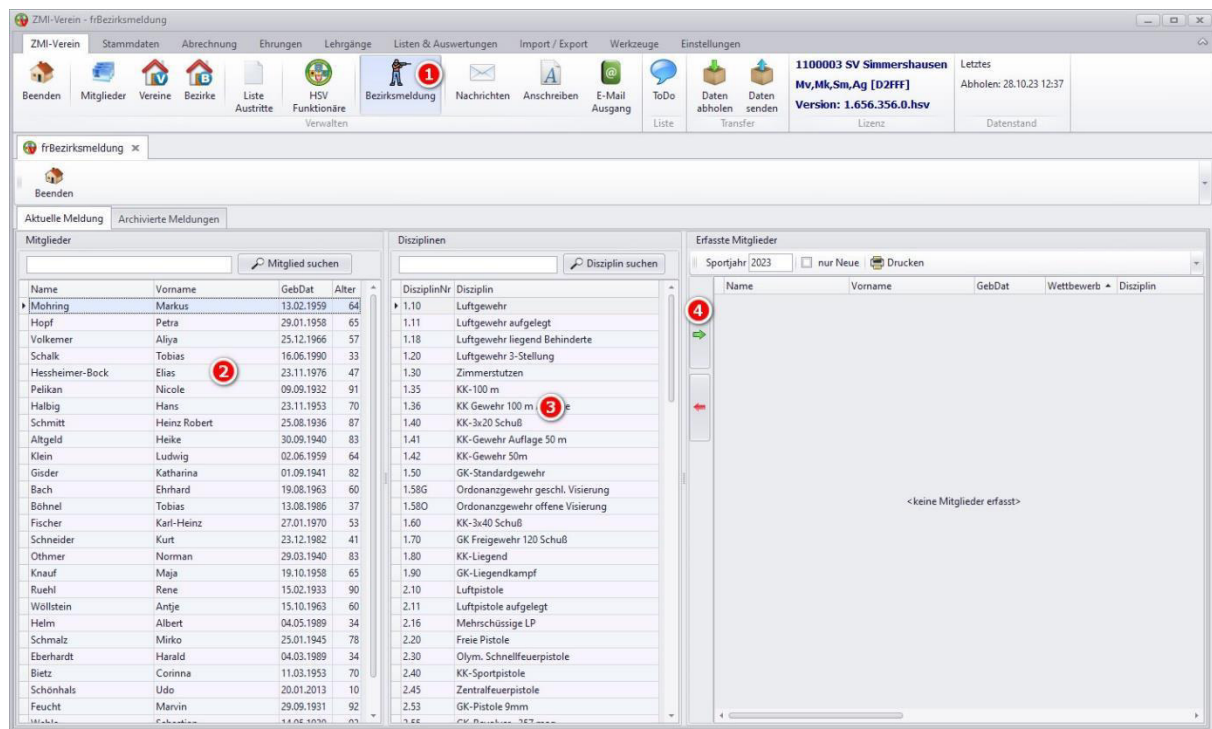 ZMI-Verein - frBezirksmeldung
ZMI-Verein Stammdaten Abrechnung Ehrungen Lehrgänge Listen & Auswertungen Import / Export Werkzeuge Einstellungen
Beenden Mitglieder Vereine Bezirke Liste Austritte HSV Funktionäre Bezirksmeldung 1 Nachrichten Anschreiben E-Mail Ausgang ToDo Daten abholen Daten senden
1100003 SV Simmershausen
Mv,Mk,Sm,Ag [D2FFF]
Version: 1.656.356.0.hsv
Letztes
Abholen: 28.10.23 12:37
Verwalten Liste Transfer Lizenz Datenstand
frBezirksmeldung
Beenden
Aktuelle Meldung Archivierte Meldungen
Mitglieder
Mitglied suchen
Name Vorname GebDat Alter
Mohring Markus 13.02.1959 64
Hopf Petra 29.01.1958 65
Volkemer Aliya 25.12.1966 57
Schalk Tobias 16.06.1990 33
Hessheimer-Bock Elias 23.11.1976 47
2
Pelikan Nicole 09.09.1932 91
Halbig Hans 23.11.1953 70
Schmitt Heinz Robert 25.08.1936 87
Altgeld Heike 30.09.1940 83
Klein Ludwig 02.06.1959 64
Gisder Katharina 01.09.1941 82
Bach Ehrhard 19.08.1963 60
Böhnel Tobias 13.08.1986 37
Fischer Karl-Heinz 27.01.1970 53
Schneider Kurt 23.12.1982 41
Othmer Norman 29.03.1940 83
Knauf Maja 19.10.1958 65
Ruehl Rene 15.02.1933 90
Wöllstein Antje 15.10.1963 60
Helm Albert 04.05.1989 34
Schmalz Mirko 25.01.1945 78
Eberhardt Harald 04.03.1989 34
Bietz Corinna 11.03.1953 70
Schönhals Udo 20.01.2013 10
Feucht Marvin 29.09.1931 92
Disziplinen
Disziplin suchen
DisziplinNr Disziplin
1.10 Luftgewehr
1.11 Luftgewehr aufgelegt
1.18 Luftgewehr liegend Behinderte
1.20 Luftgewehr 3-Stellung
1.30 Zimmerstutzen
1.35 KK-100 m
1.36 KK Gewehr 100 m
3
1.40 KK-3x20 Schuß
1.41 KK-Gewehr Auflage 50 m
1.42 KK-Gewehr 50m
1.50 GK-Standardgewehr
1.58G Ordonanzgewehr geschl. Visierung
1.58O Ordonanzgewehr offene Visierung
1.60 KK-3x40 Schuß
1.70 GK Freigewehr 120 Schuß
1.80 KK-Liegend
1.90 GK-Liegendkampf
2.10 Luftpistole
2.11 Luftpistole aufgelegt
2.16 Mehrschüssige LP
2.20 Freie Pistole
2.30 Olym. Schnellfeuerpistole
2.40 KK-Sportpistole
2.45 Zentralfeuerpistole
2.53 GK-Pistole 9mm
Erfasste Mitglieder
Sportjahr 2023 nur Neue Drucken
Name Vorname GebDat Wettbewerb Disziplin
4
<keine Mitglieder erfasst>